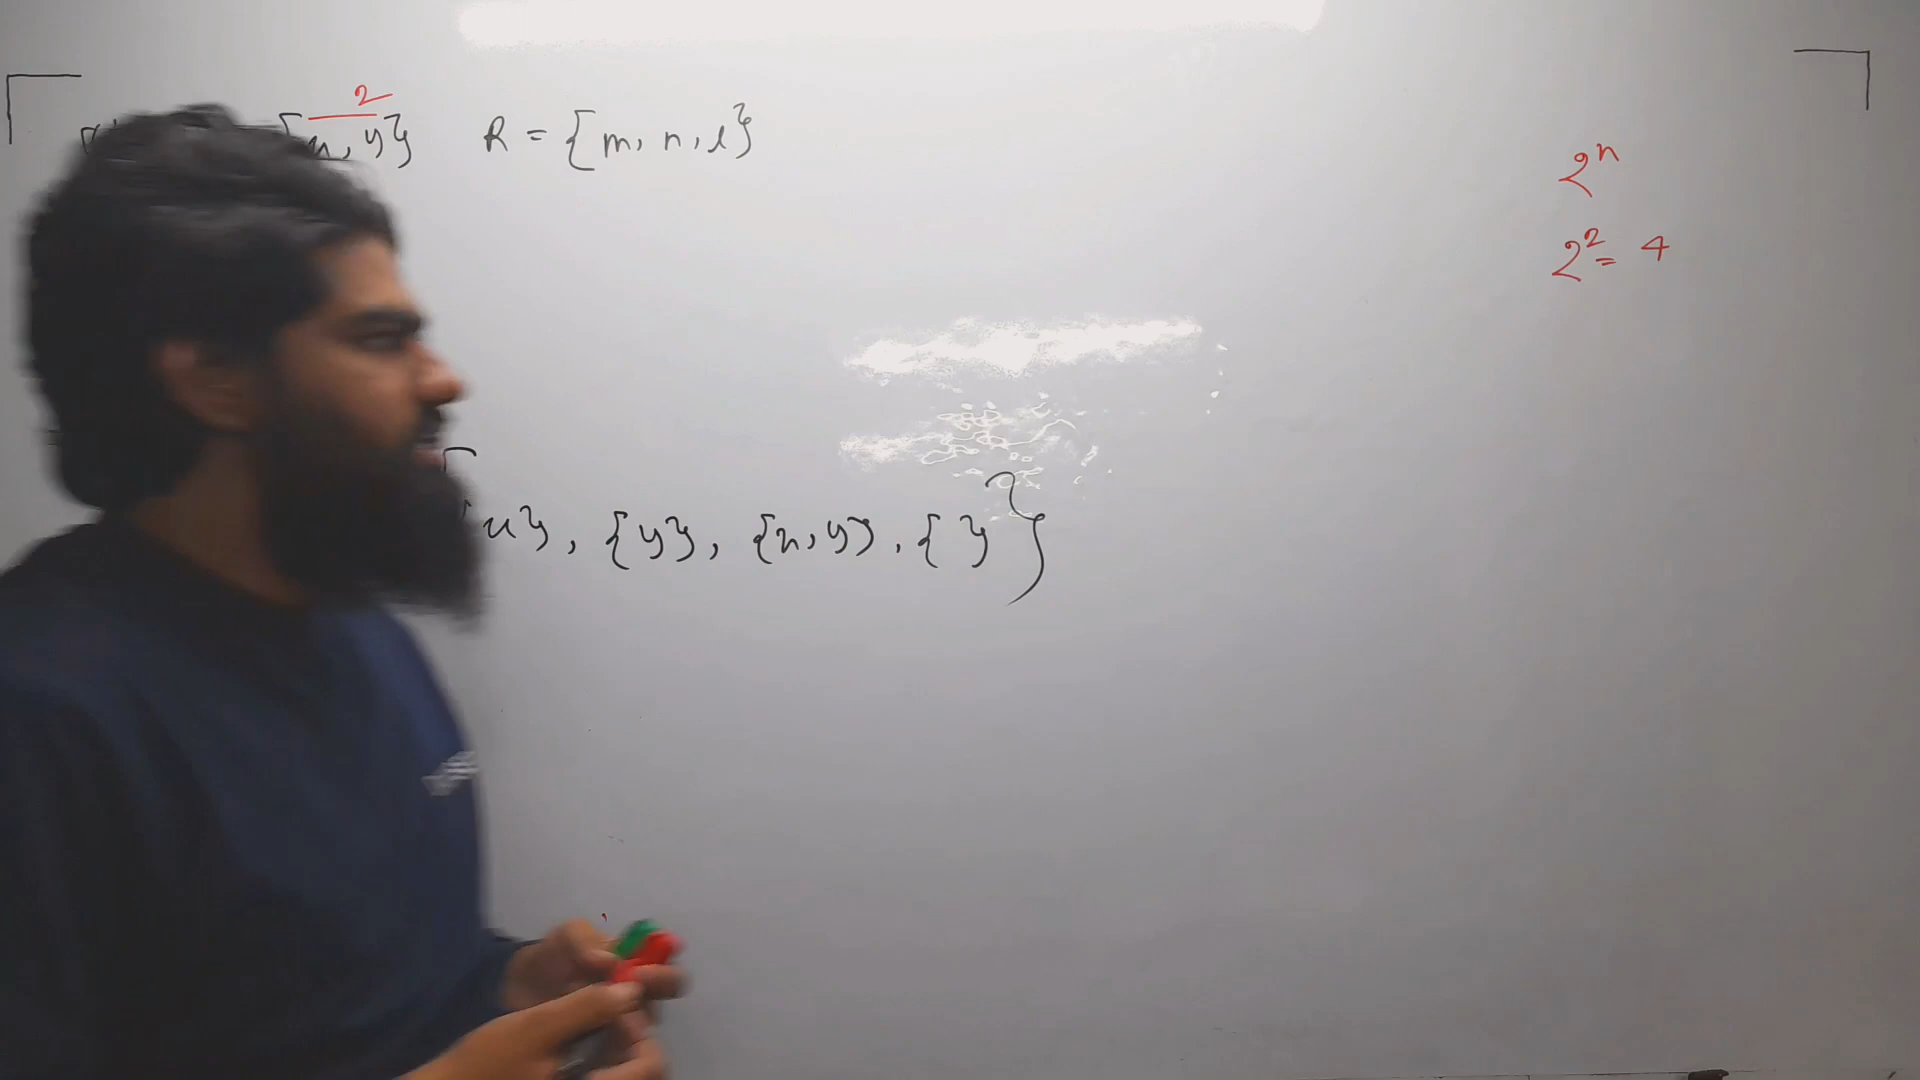 2
{x, y} R = {m, n, l}
2ⁿ
2² = 4
{{x}, {y}, {x, y}, { }}